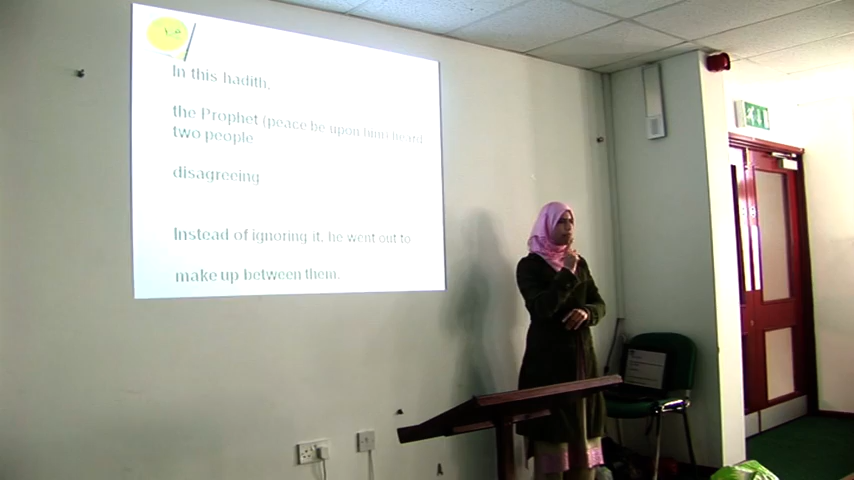 In this hadith,
the Prophet (peace be upon him) heard
two people
disagreeing
Instead of ignoring it, he went out to
make up between them.